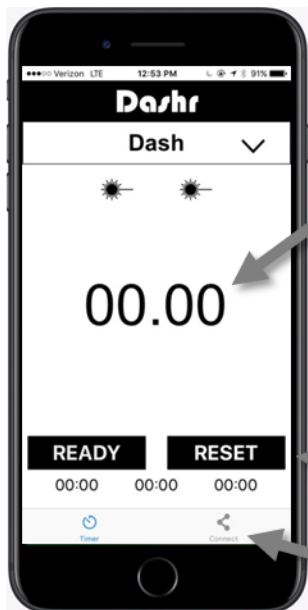 Verizon LTE 12:53 PM 91%
Dashr
Dash
00.00
READY RESET
00:00 00:00 00:00
Timer Connect